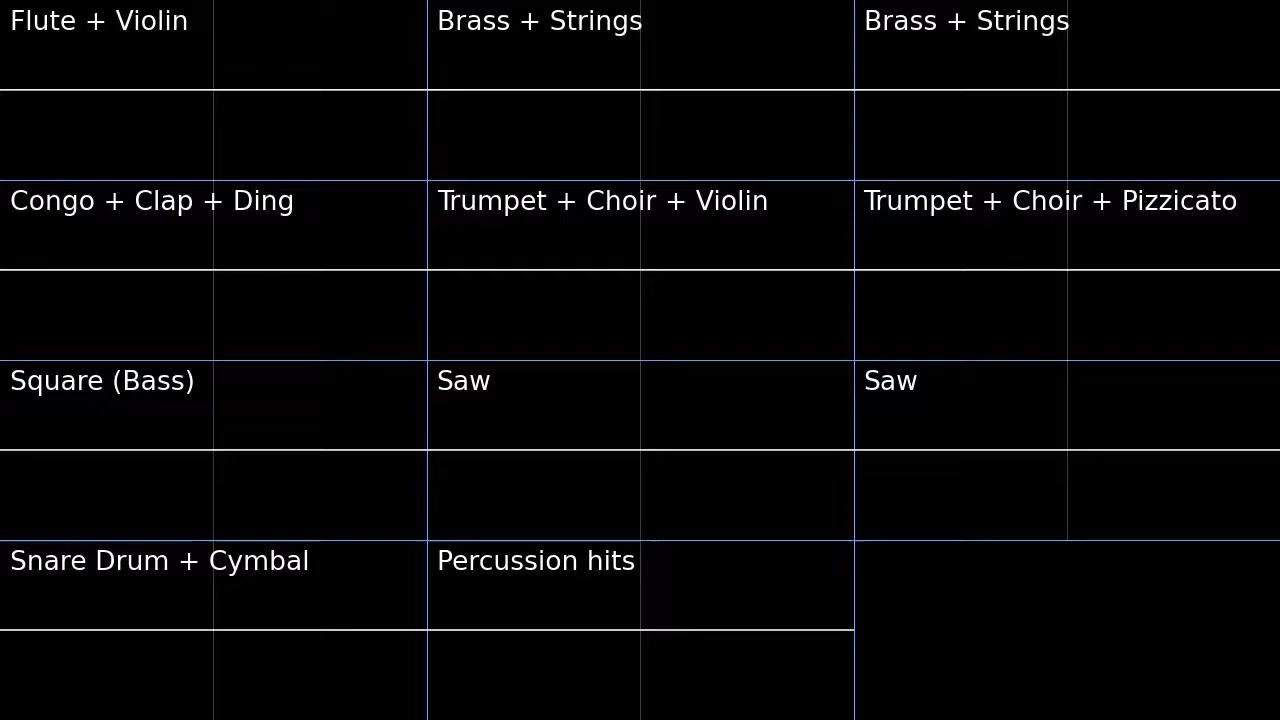 Flute + Violin
Brass + Strings
Brass + Strings
Congo + Clap + Ding
Trumpet + Choir + Violin
Trumpet + Choir + Pizzicato
Square (Bass)
Saw
Saw
Snare Drum + Cymbal
Percussion hits